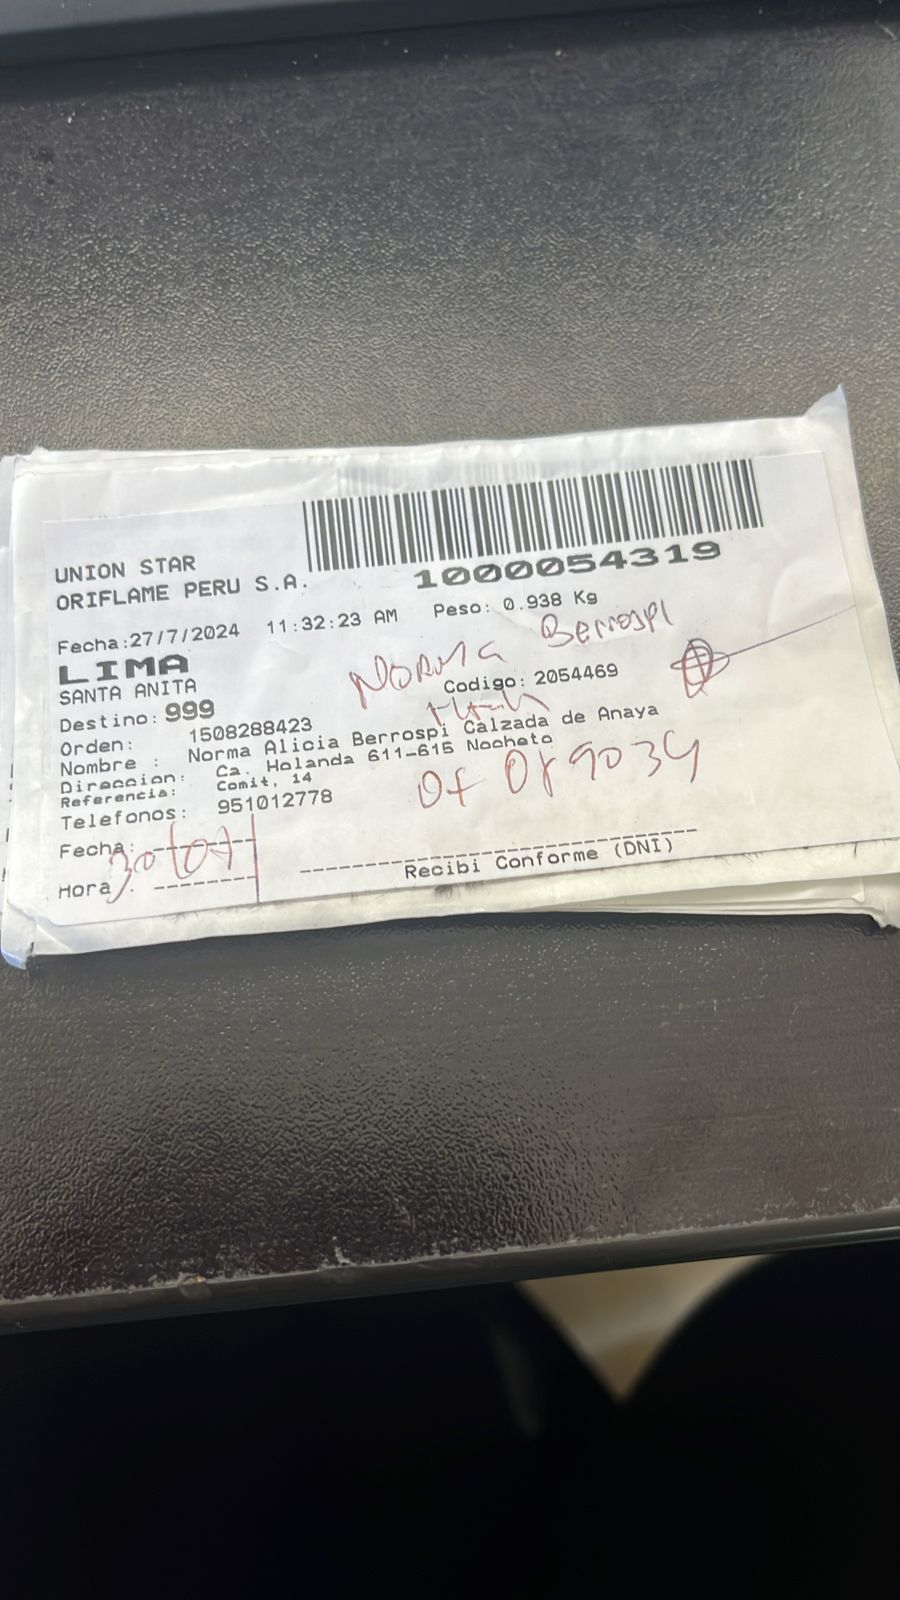 UNION STAR
ORIFLAME PERU S.A.
1000054319
Fecha:27/7/2024 11:32:23 AM Peso: 0.938 Kg
LIMA
SANTA ANITA
Norma Berrospi
Destino: 999 Codigo: 2054469
Orden: 1508288423
Nombre : Norma Alicia Berrospi Calzada de Anaya
Direccion: Ca. Holanda 611-615 Nocheto
Referencia: Comit, 14
Telefonos: 951012778
Fecha: 30/07
Hora :
Recibi Conforme (DNI)